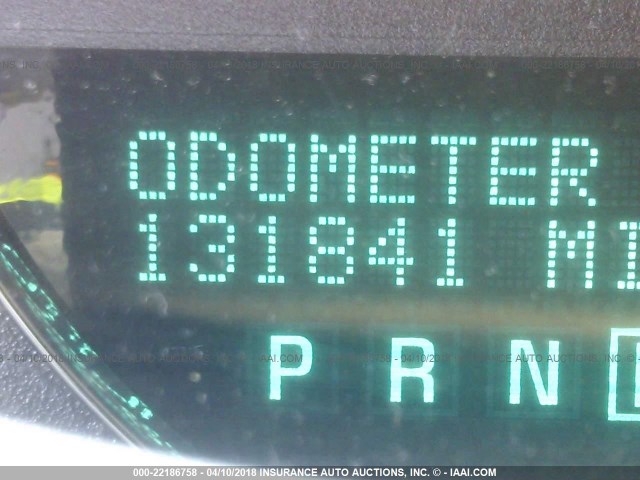 ODOMETER
131841 MI
P R N
000-22186758 - 04/10/2018 INSURANCE AUTO AUCTIONS, INC. © - IAAI.COM